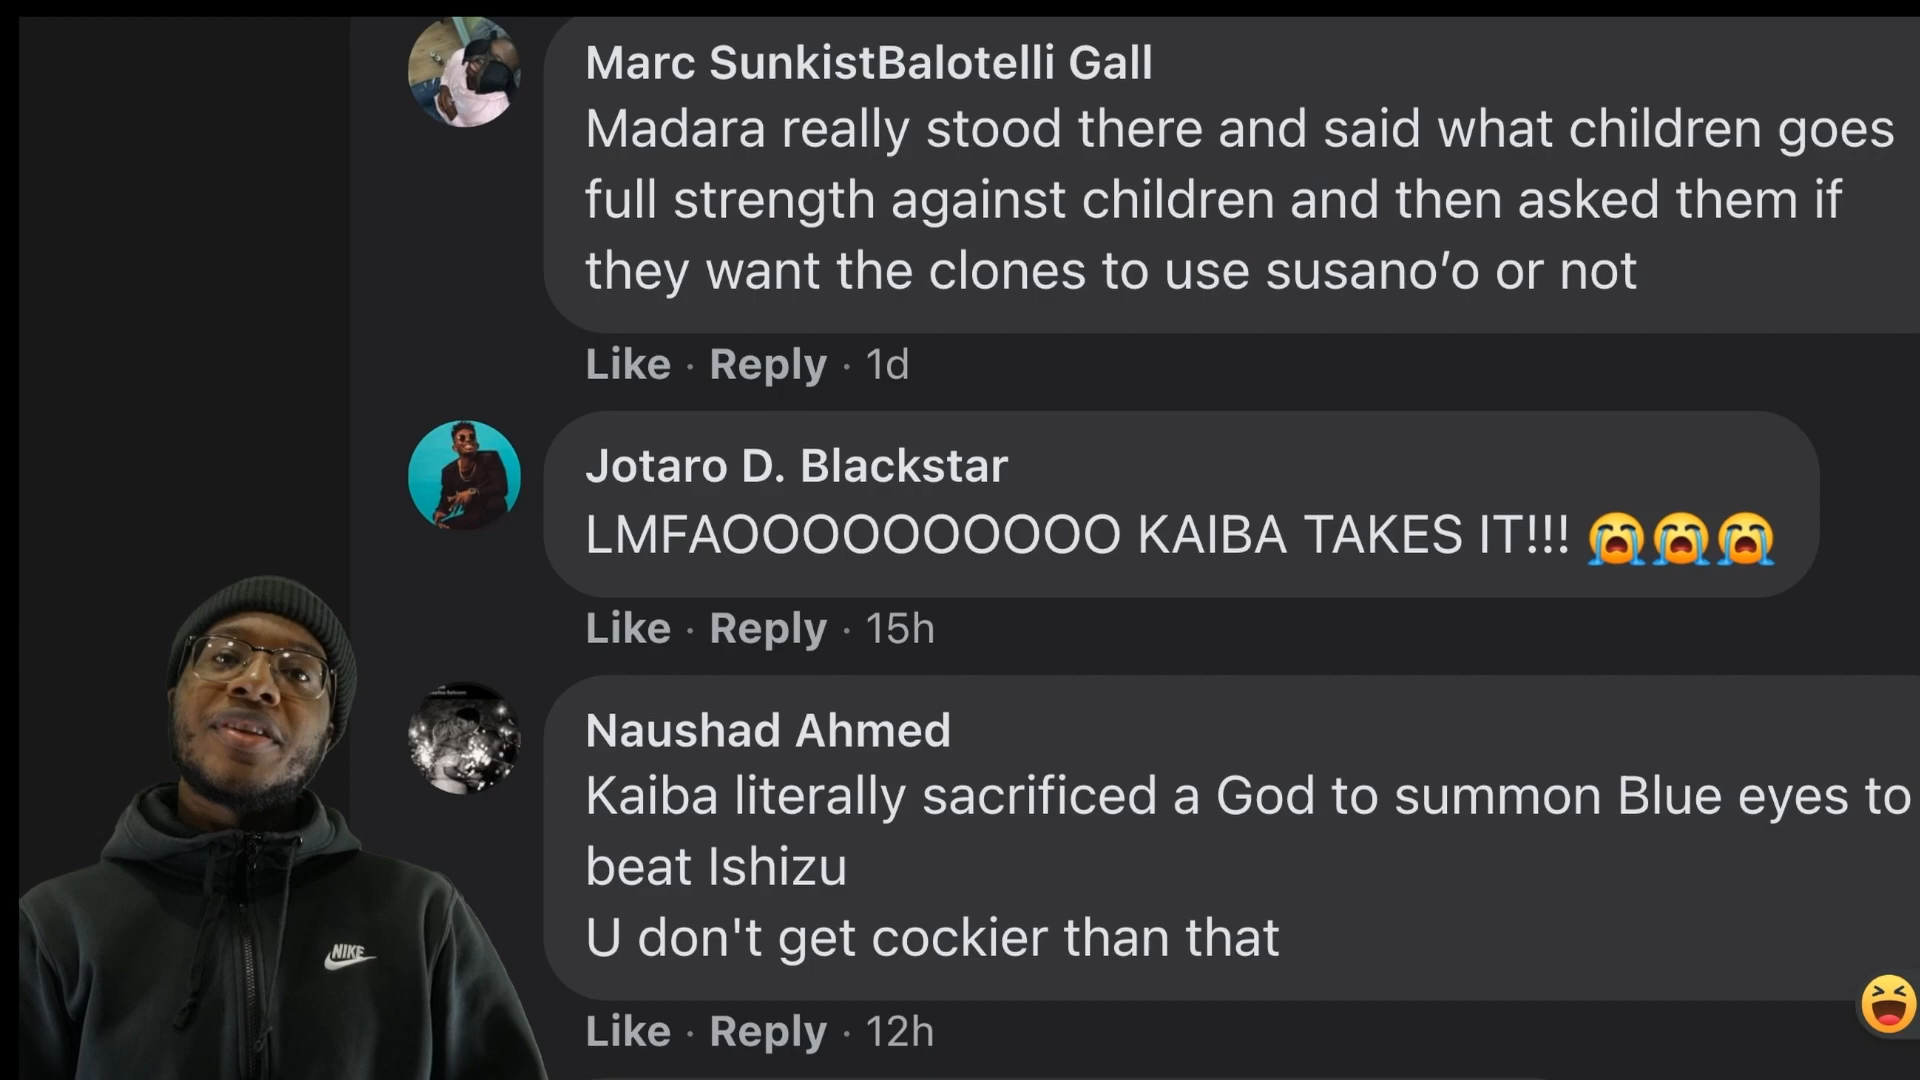 Marc SunkistBalotelli Gall
Madara really stood there and said what children goes
full strength against children and then asked them if
they want the clones to use susano’o or not
Like · Reply · 1d
Jotaro D. Blackstar
LMFAOOOOOOOOOO KAIBA TAKES IT!!! 😭😭😭
Like · Reply · 15h
Naushad Ahmed
Kaiba literally sacrificed a God to summon Blue eyes to
beat Ishizu
U don't get cockier than that
Like · Reply · 12h
NIKE